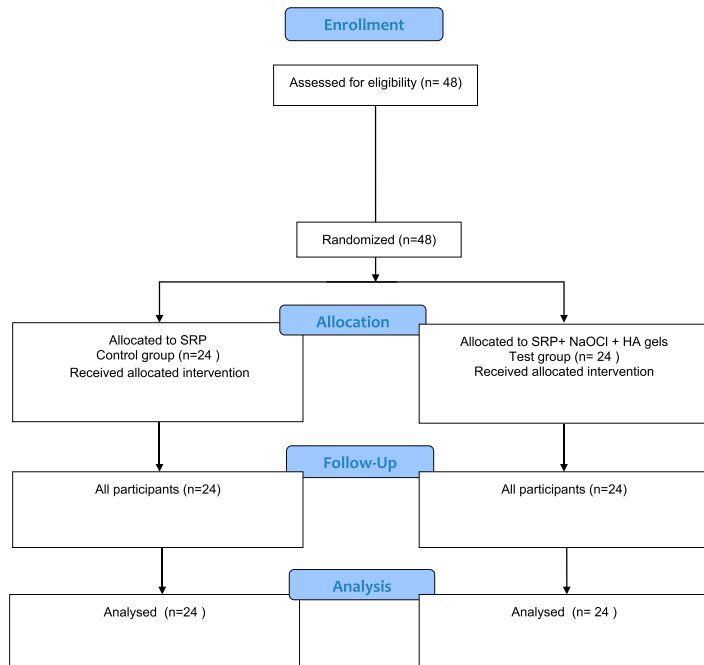 Enrollment
Assessed for eligibility (n= 48)
Randomized (n=48)
Allocation
Allocated to SRP
Control group (n=24 )
Received allocated intervention
Allocated to SRP+ NaOCl + HA gels
Test group (n= 24 )
Received allocated intervention
Follow-Up
All participants (n=24)
All participants (n=24)
Analysis
Analysed (n=24 )
Analysed (n= 24 )